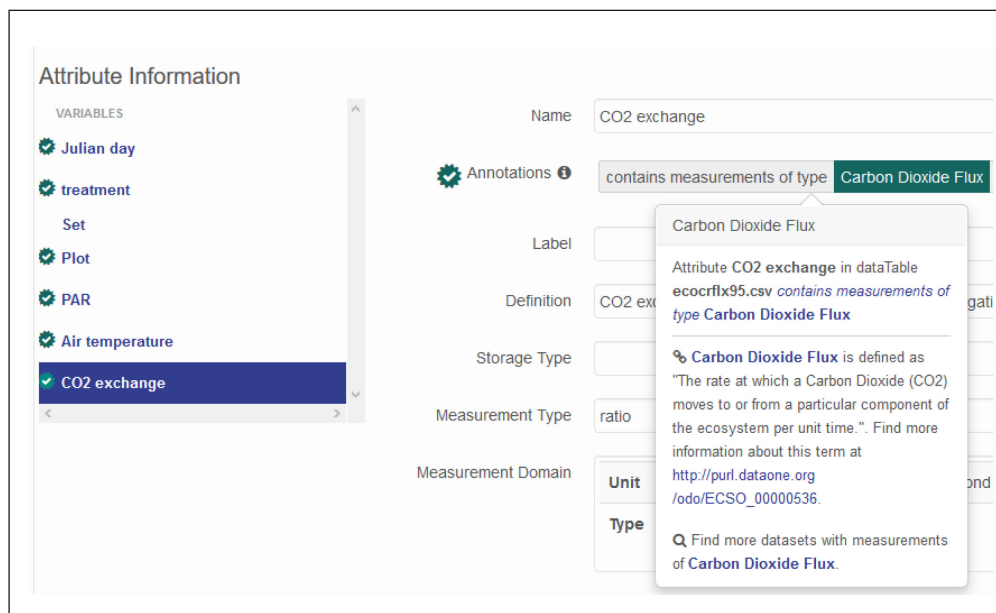 Attribute Information
VARIABLES
Julian day
treatment
Set
Plot
PAR
Air temperature
CO2 exchange
Name
CO2 exchange
Annotations
contains measurements of type
Carbon Dioxide Flux
Label
Definition
CO2 exc
gati
Storage Type
Measurement Type
ratio
Measurement Domain
Unit
ond
Type
Carbon Dioxide Flux
Attribute CO2 exchange in dataTable
ecocrflx95.csv contains measurements of
type Carbon Dioxide Flux
Carbon Dioxide Flux is defined as
"The rate at which a Carbon Dioxide (CO2)
moves to or from a particular component of
the ecosystem per unit time.". Find more
information about this term at
http://purl.dataone.org
/odo/ECSO_00000536.
Find more datasets with measurements
of Carbon Dioxide Flux.